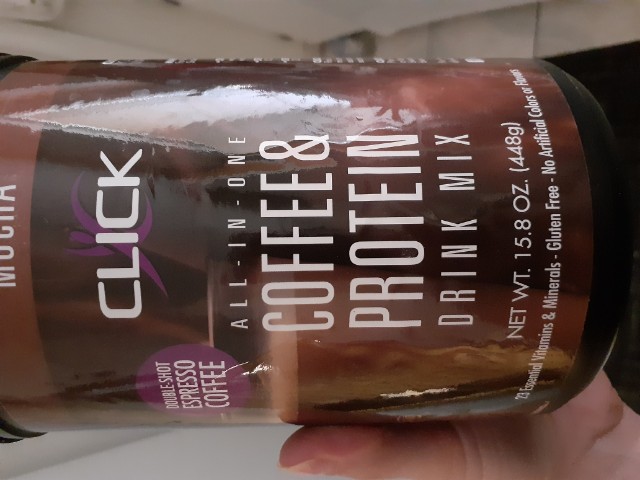 MOCHA
CLICK
DOUBLE-SHOT
ESPRESSO
COFFEE
ALL-IN-ONE
COFFEE &
PROTEIN
DRINK MIX
NET WT. 15.8 OZ. (448g)
23 Essential Vitamins & Minerals - Gluten Free - No Artificial Colors or Flavors